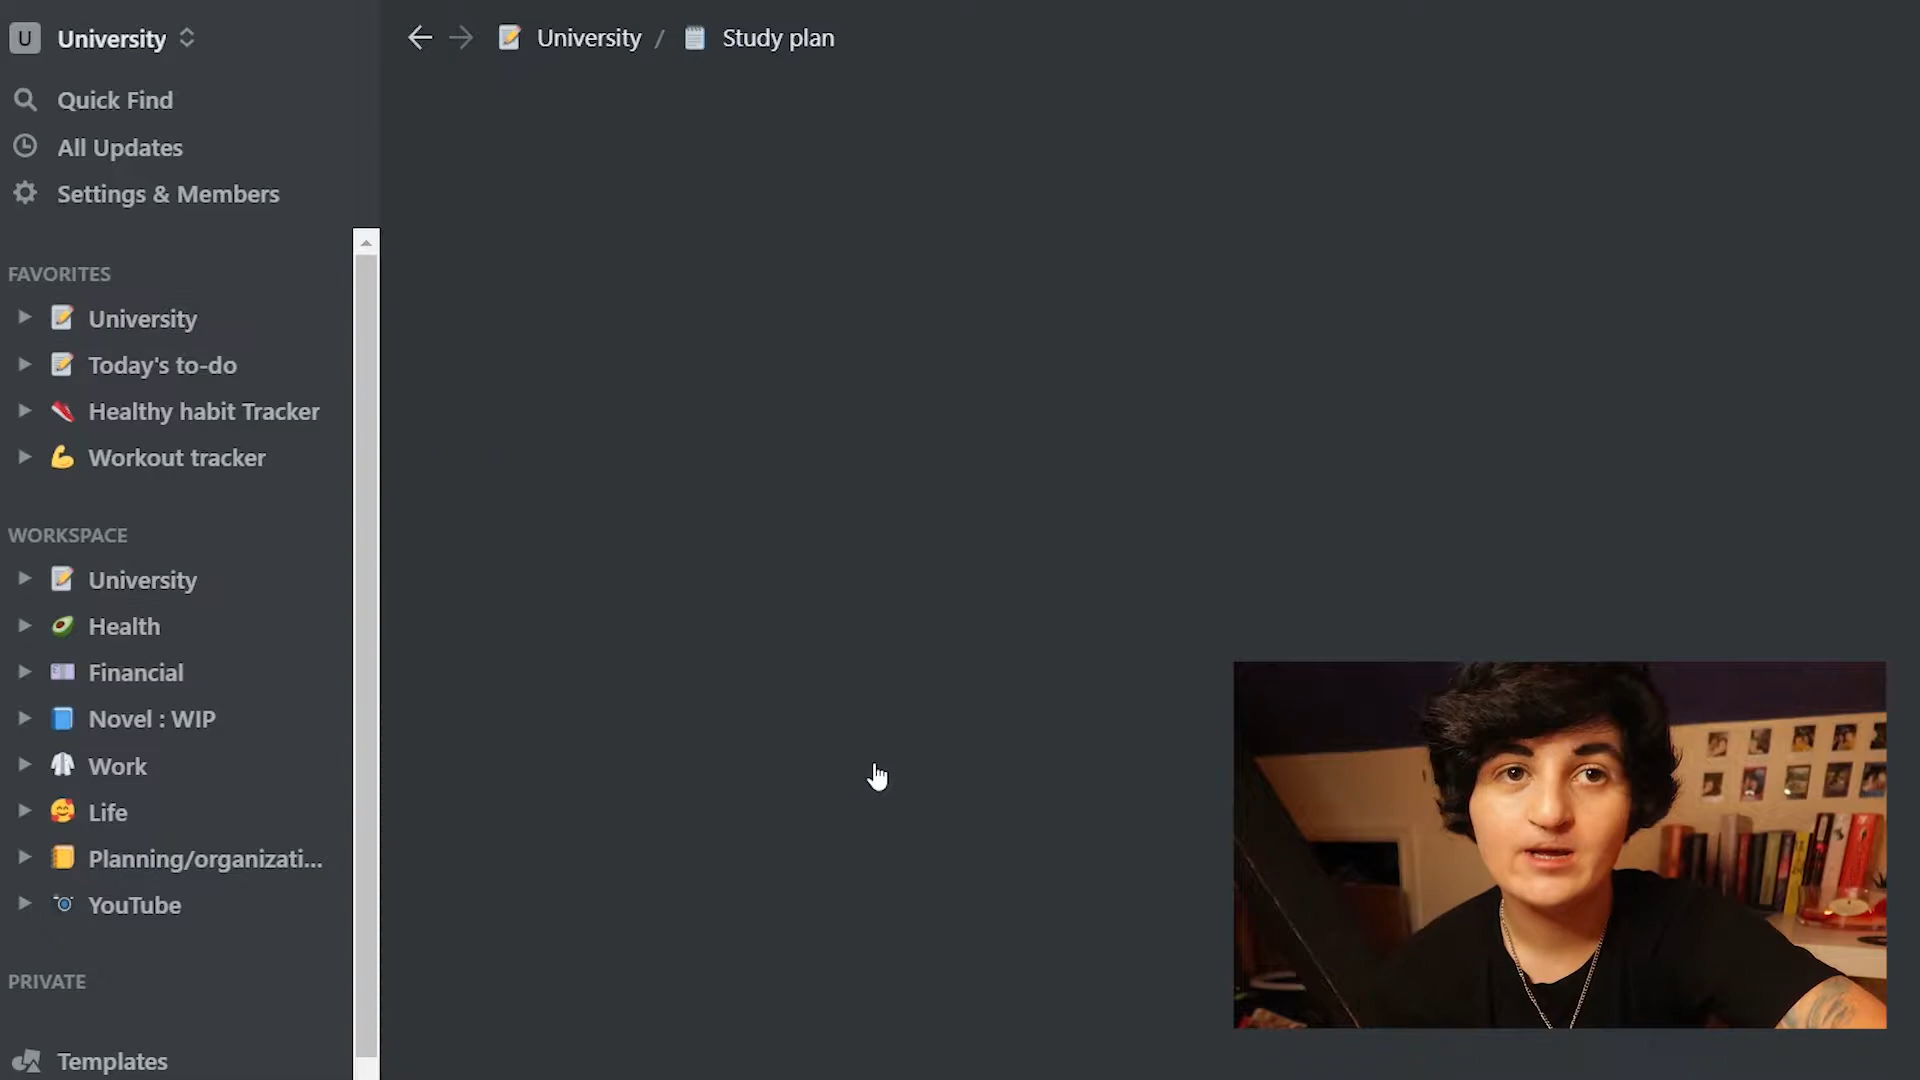 U University
University / Study plan
Quick Find
All Updates
Settings & Members
FAVORITES
University
Today's to-do
Healthy habit Tracker
Workout tracker
WORKSPACE
University
Health
Financial
Novel : WIP
Work
Life
Planning/organizati...
YouTube
PRIVATE
Templates